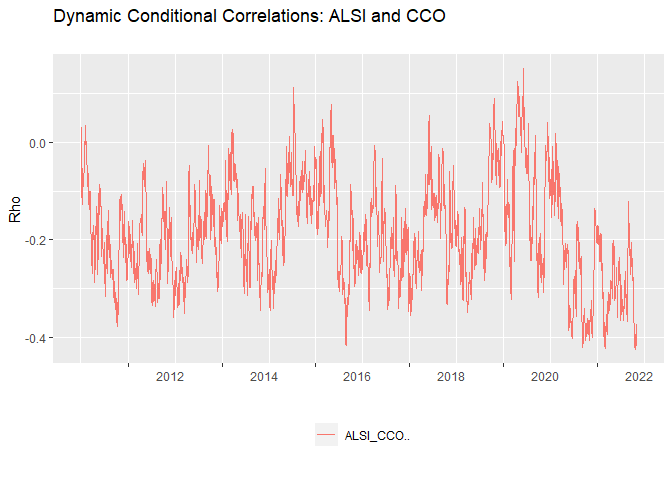 Dynamic Conditional Correlations: ALSI and CCO
Rho
0.0
-0.2
-0.4
2012 2014 2016 2018 2020 2022
ALSI_CCO..